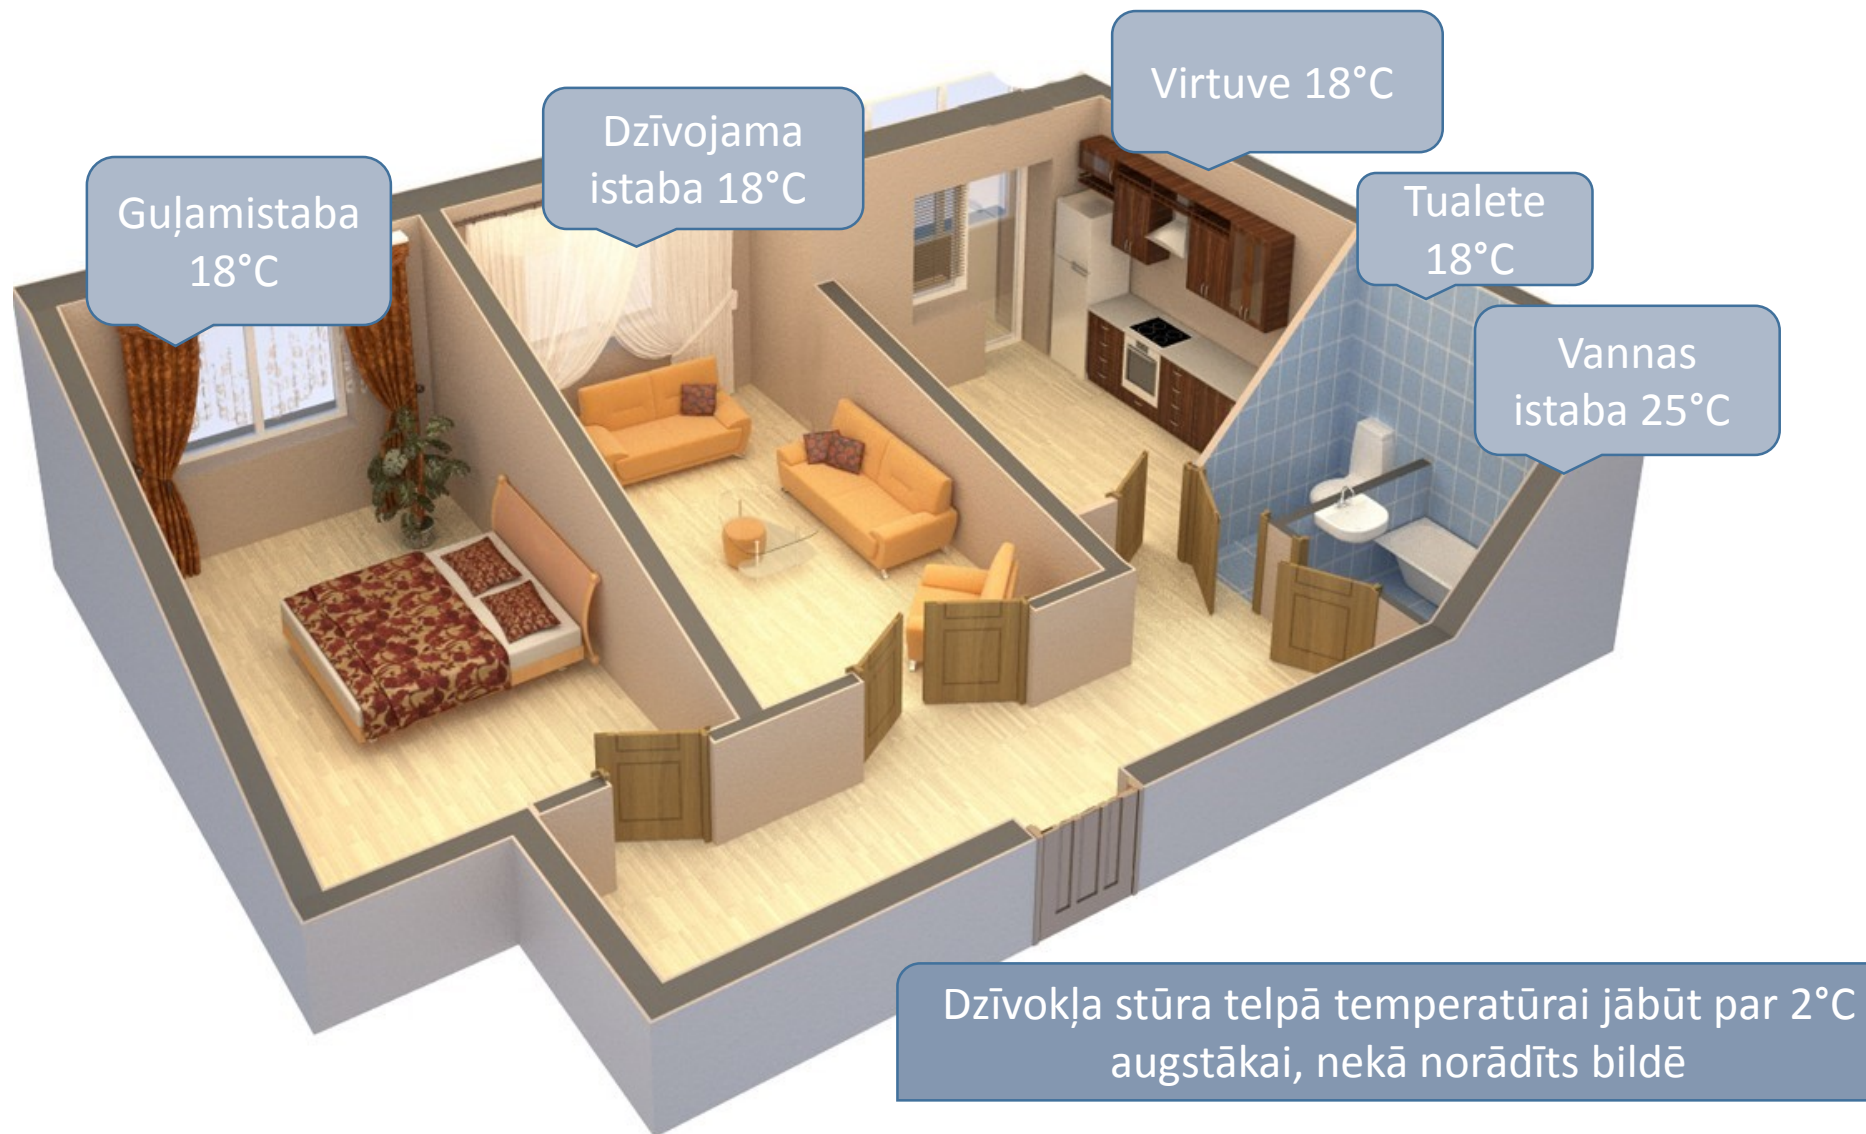 Guļamistaba
18°C
Dzīvojama
istaba 18°C
Virtuve 18°C
Tualete
18°C
Vannas
istaba 25°C
Dzīvokļa stūra telpā temperatūrai jābūt par 2°C
augstākai, nekā norādīts bildē